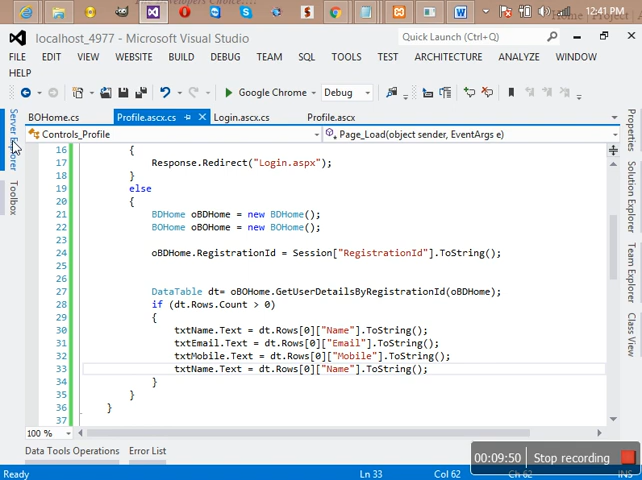 12:41 PM
Home | Project | A
localhost_4977 - Microsoft Visual Studio
Quick Launch (Ctrl+Q)
FILE EDIT VIEW WEBSITE BUILD DEBUG TEAM SQL TOOLS TEST ARCHITECTURE ANALYZE WINDOW
HELP
Google Chrome Debug
BOHome.cs Profile.ascx.cs Login.ascx.cs Profile.ascx
Controls_Profile Page_Load(object sender, EventArgs e)
Server Explorer
Toolbox
16 {
17 Response.Redirect("Login.aspx");
18 }
19 else
20 {
21 BDHome oBDHome = new BDHome();
22 BOHome oBOHome = new BOHome();
23
24 oBDHome.RegistrationId = Session["RegistrationId"].ToString();
25
26
27 DataTable dt= oBOHome.GetUserDetailsByRegistrationId(oBDHome);
28 if (dt.Rows.Count > 0)
29 {
30 txtName.Text = dt.Rows[0]["Name"].ToString();
31 txtEmail.Text = dt.Rows[0]["Email"].ToString();
32 txtMobile.Text = dt.Rows[0]["Mobile"].ToString();
33 txtName.Text = dt.Rows[0]["Name"].ToString();
34 }
35 }
36 }
37
Properties
Solution Explorer
Team Explorer
Class View
100 %
Data Tools Operations Error List
00:09:50 Stop recording
Ready Ln 33 Col 62 Ch 62 INS